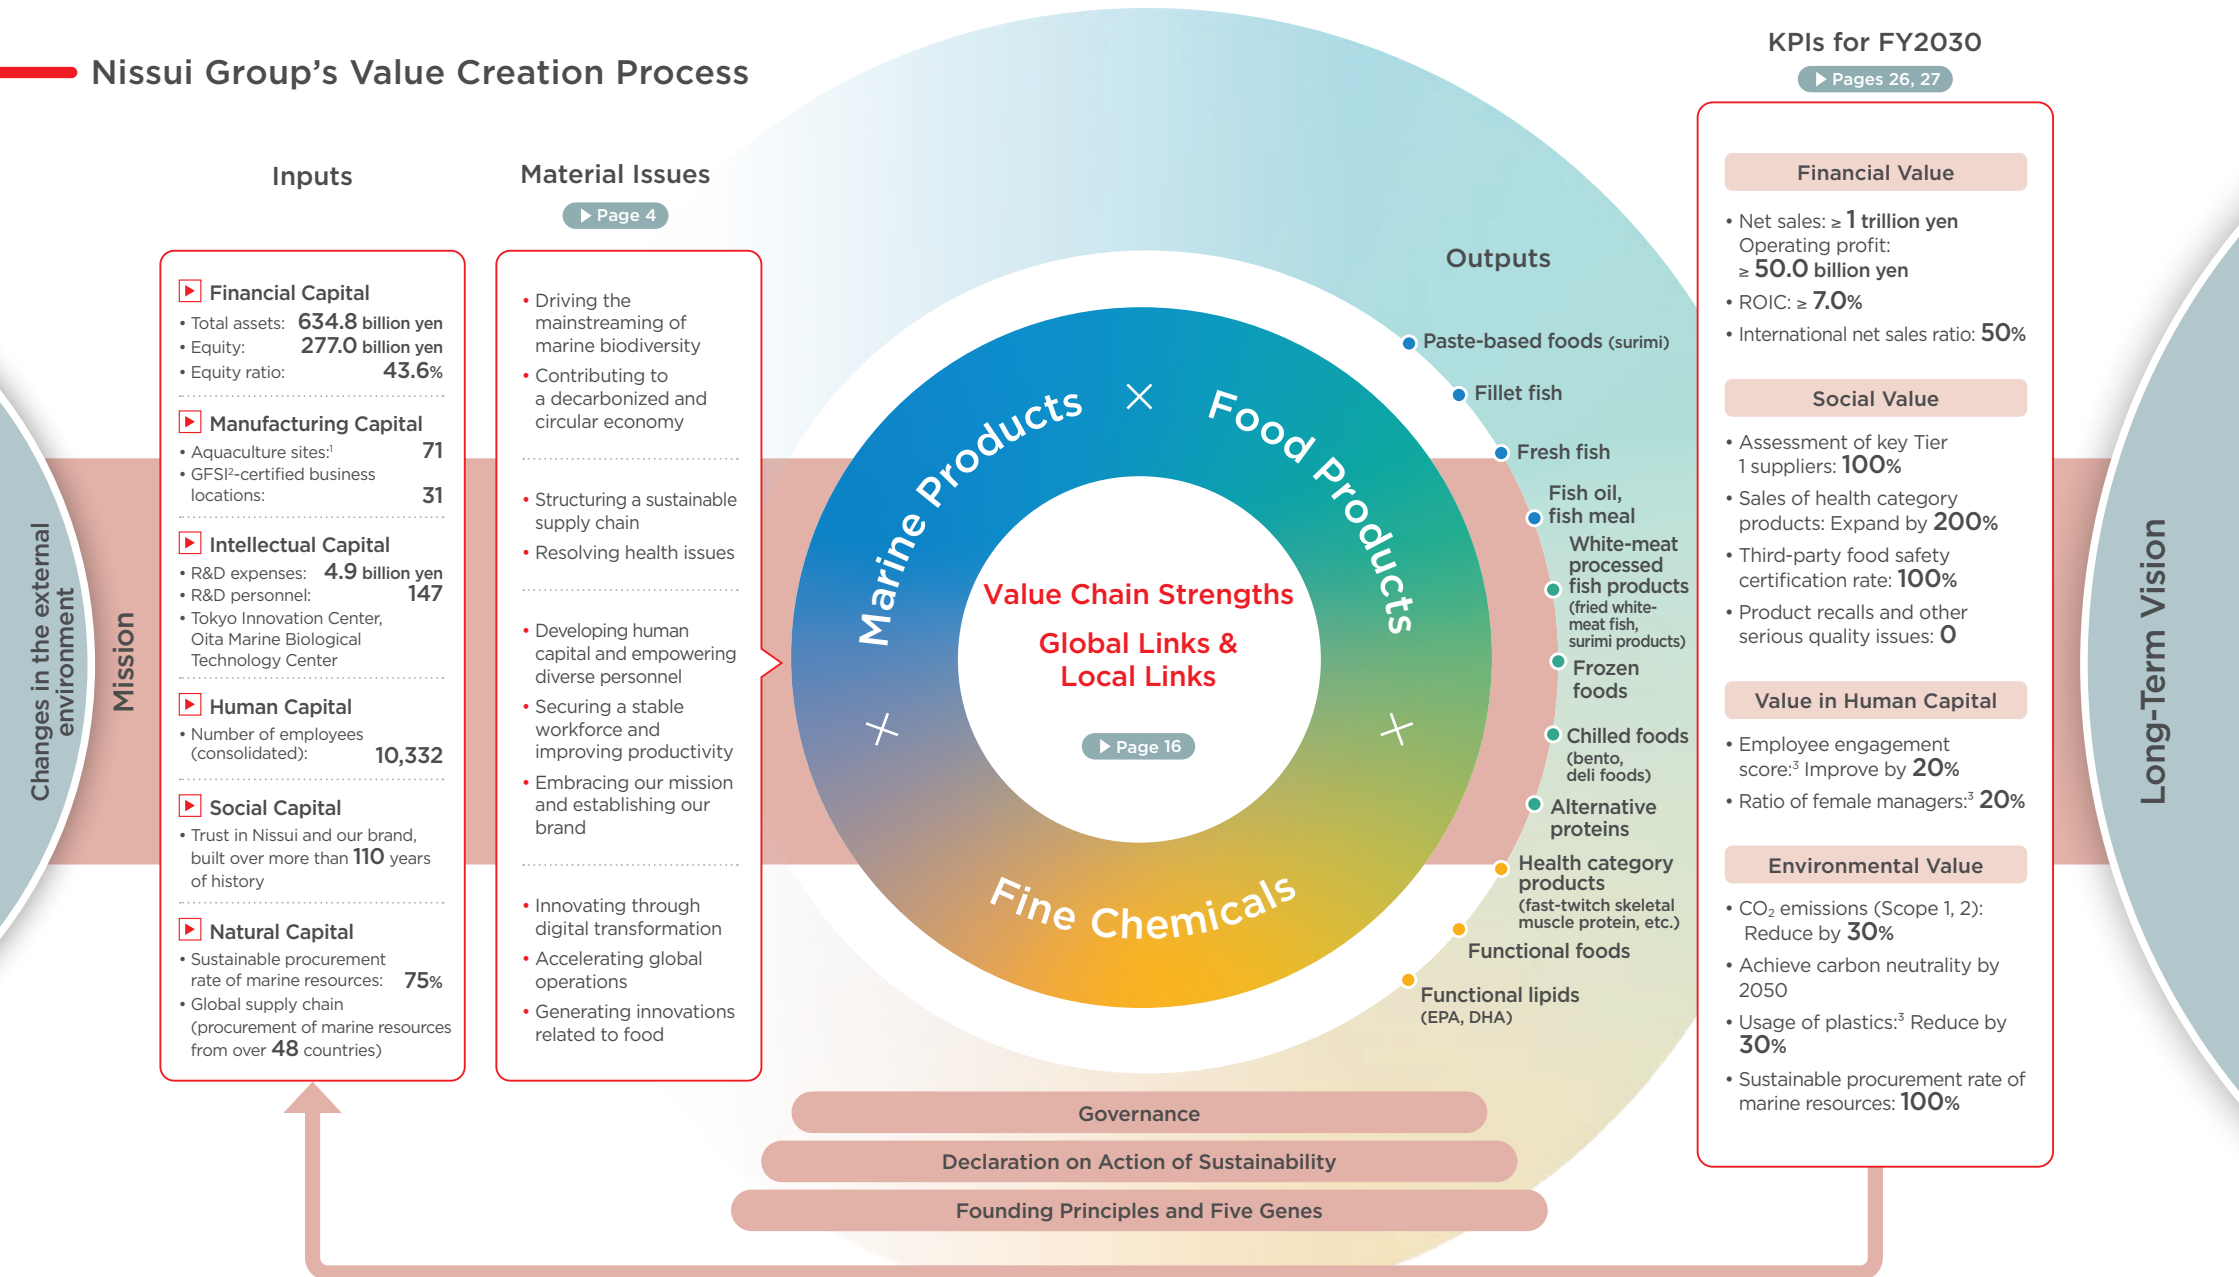 Nissui Group's Value Creation Process
Changes in the external
environment
Mission
Inputs
Financial Capital
• Total assets: 634.8 billion yen
• Equity: 277.0 billion yen
• Equity ratio: 43.6%
Manufacturing Capital
• Aquaculture sites:¹ 71
• GFSI²-certified business
locations: 31
Intellectual Capital
• R&D expenses: 4.9 billion yen
• R&D personnel: 147
• Tokyo Innovation Center,
Oita Marine Biological
Technology Center
Human Capital
• Number of employees
(consolidated): 10,332
Social Capital
• Trust in Nissui and our brand,
built over more than 110 years
of history
Natural Capital
• Sustainable procurement
rate of marine resources: 75%
• Global supply chain
(procurement of marine resources
from over 48 countries)
Material Issues
Page 4
• Driving the
mainstreaming of
marine biodiversity
• Contributing to
a decarbonized and
circular economy
• Structuring a sustainable
supply chain
• Resolving health issues
• Developing human
capital and empowering
diverse personnel
• Securing a stable
workforce and
improving productivity
• Embracing our mission
and establishing our
brand
• Innovating through
digital transformation
• Accelerating global
operations
• Generating innovations
related to food
Marine Products
×
Food Products
×
Fine Chemicals
×
Value Chain Strengths
Global Links &
Local Links
Page 16
Outputs
Paste-based foods (surimi)
Fillet fish
Fresh fish
Fish oil,
fish meal
White-meat
processed
fish products
(fried white-
meat fish,
surimi products)
Frozen
foods
Chilled foods
(bento,
deli foods)
Alternative
proteins
Health category
products
(fast-twitch skeletal
muscle protein, etc.)
Functional foods
Functional lipids
(EPA, DHA)
Governance
Declaration on Action of Sustainability
Founding Principles and Five Genes
KPIs for FY2030
Pages 26, 27
Financial Value
• Net sales: ≥ 1 trillion yen
Operating profit:
≥ 50.0 billion yen
• ROIC: ≥ 7.0%
• International net sales ratio: 50%
Social Value
• Assessment of key Tier
1 suppliers: 100%
• Sales of health category
products: Expand by 200%
• Third-party food safety
certification rate: 100%
• Product recalls and other
serious quality issues: 0
Value in Human Capital
• Employee engagement
score:³ Improve by 20%
• Ratio of female managers:³ 20%
Environmental Value
• CO₂ emissions (Scope 1, 2):
Reduce by 30%
• Achieve carbon neutrality by
2050
• Usage of plastics:³ Reduce by
30%
• Sustainable procurement rate of
marine resources: 100%
Long-Term Vision